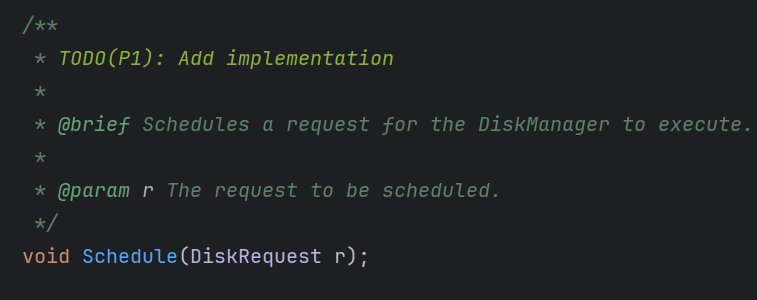 /**
 * TODO(P1): Add implementation
 *
 * @brief Schedules a request for the DiskManager to execute.
 *
 * @param r The request to be scheduled.
 */
void Schedule(DiskRequest r);